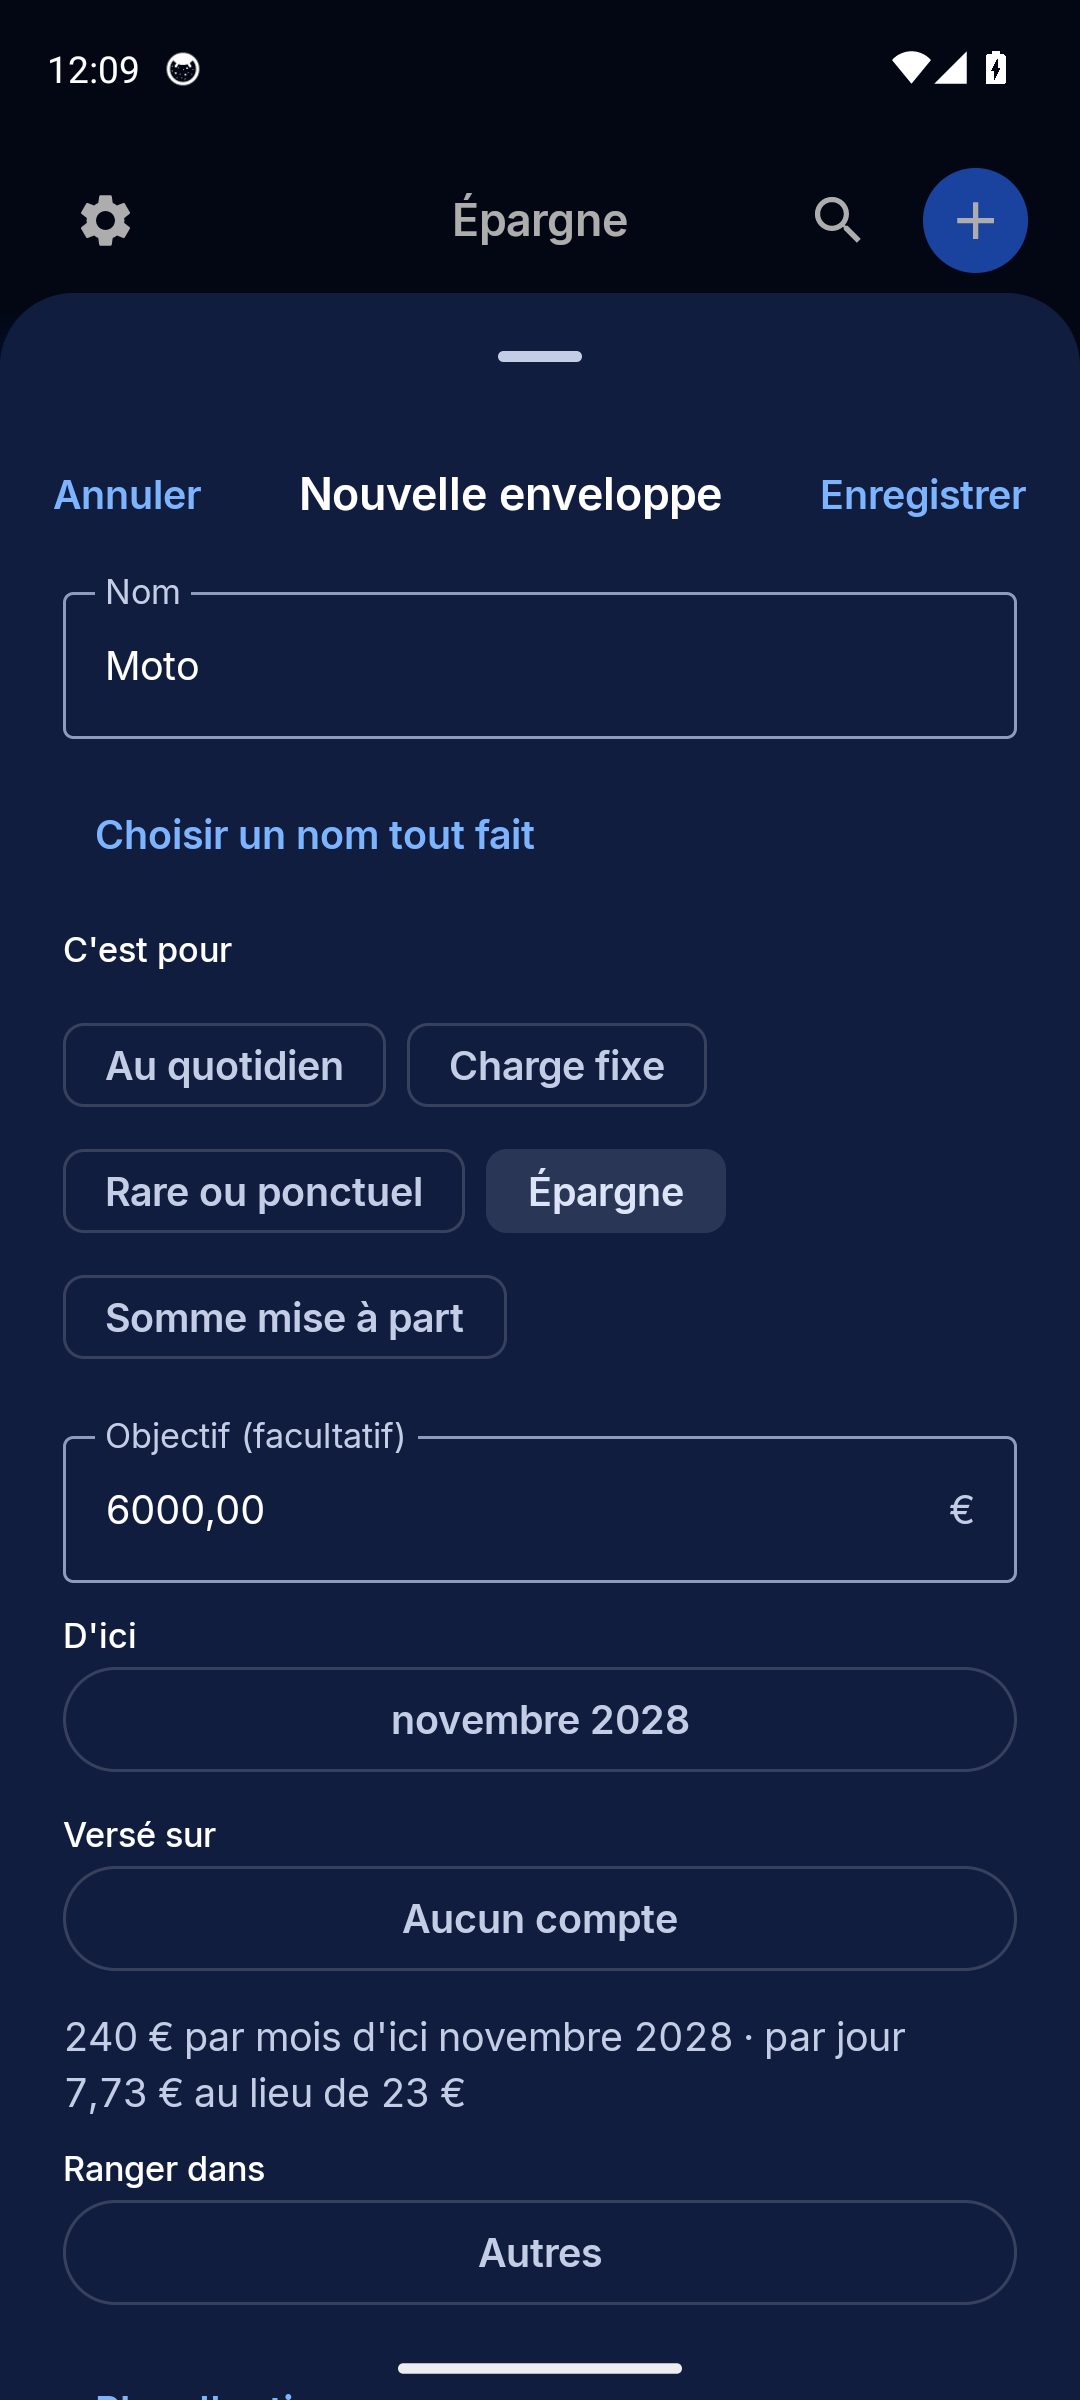 12:09
Épargne
Annuler
Nouvelle enveloppe
Enregistrer
Nom
Moto
Choisir un nom tout fait
C'est pour
Au quotidien
Charge fixe
Rare ou ponctuel
Épargne
Somme mise à part
Objectif (facultatif)
6000,00 €
D'ici
novembre 2028
Versé sur
Aucun compte
240 € par mois d'ici novembre 2028 · par jour
7,73 € au lieu de 23 €
Ranger dans
Autres